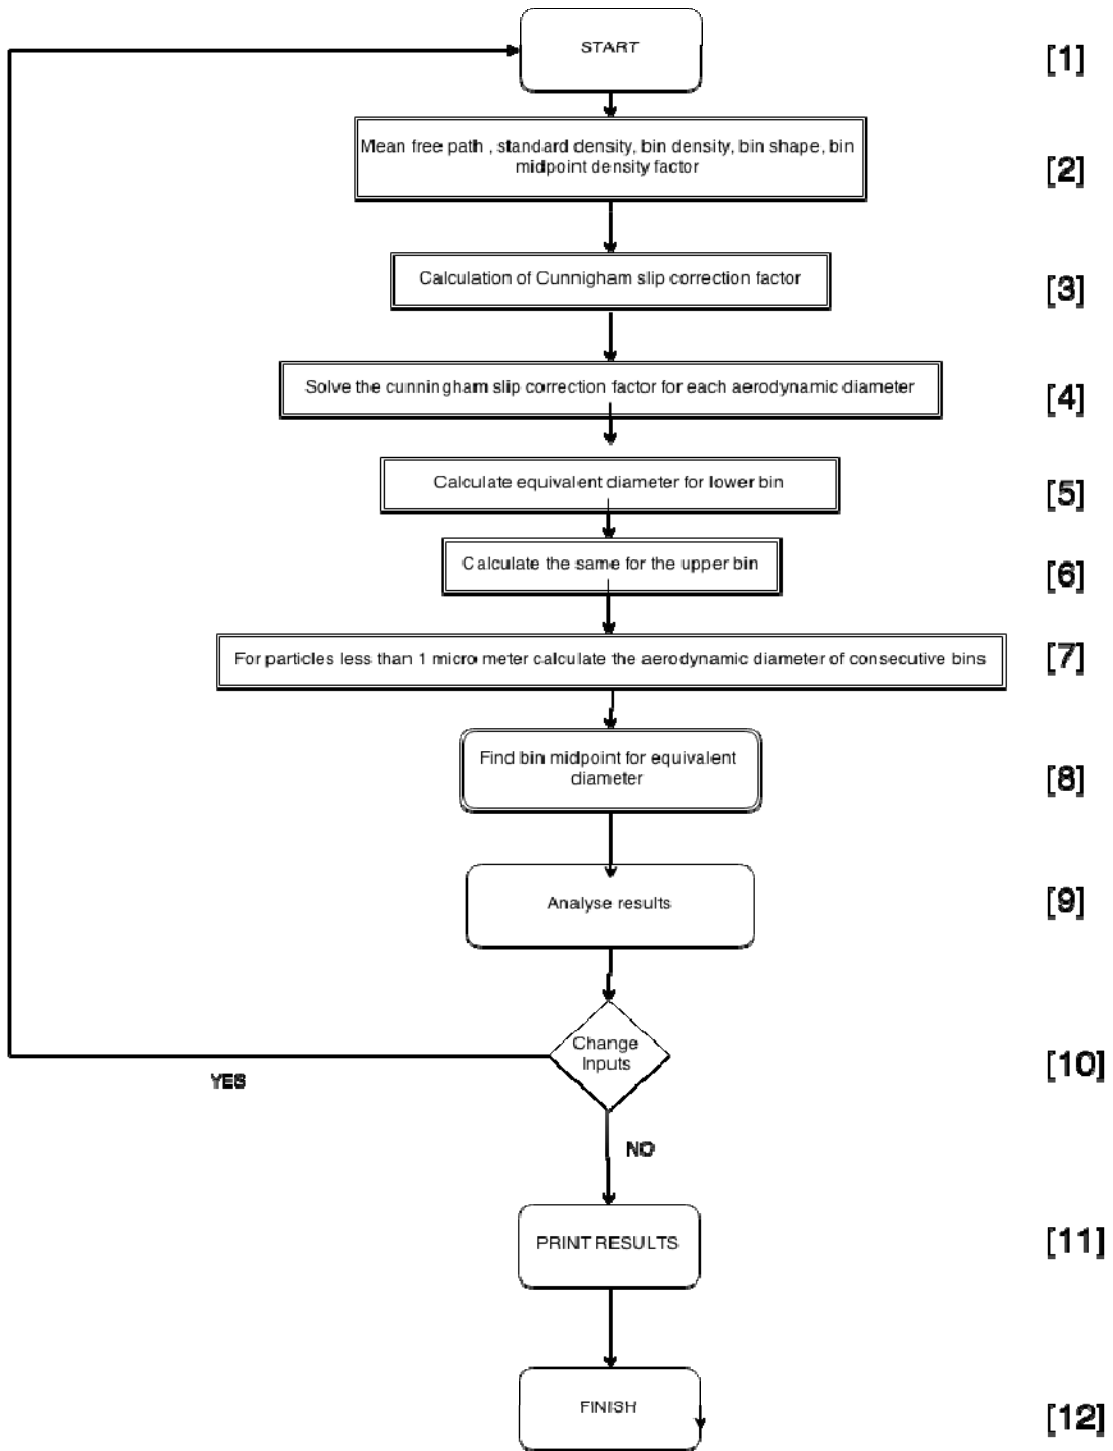 START
[1]
Mean free path , standard density, bin density, bin shape, bin
midpoint density factor
[2]
Calculation of Cunnigham slip correction factor
[3]
Solve the cunningham slip correction factor for each aerodynamic diameter
[4]
Calculate equivalent diameter for lower bin
[5]
Calculate the same for the upper bin
[6]
For particles less than 1 micro meter calculate the aerodynamic diameter of consecutive bins
[7]
Find bin midpoint for equivalent
diameter
[8]
Analyse results
[9]
Change
Inputs
[10]
YES
NO
PRINT RESULTS
[11]
FINISH
[12]